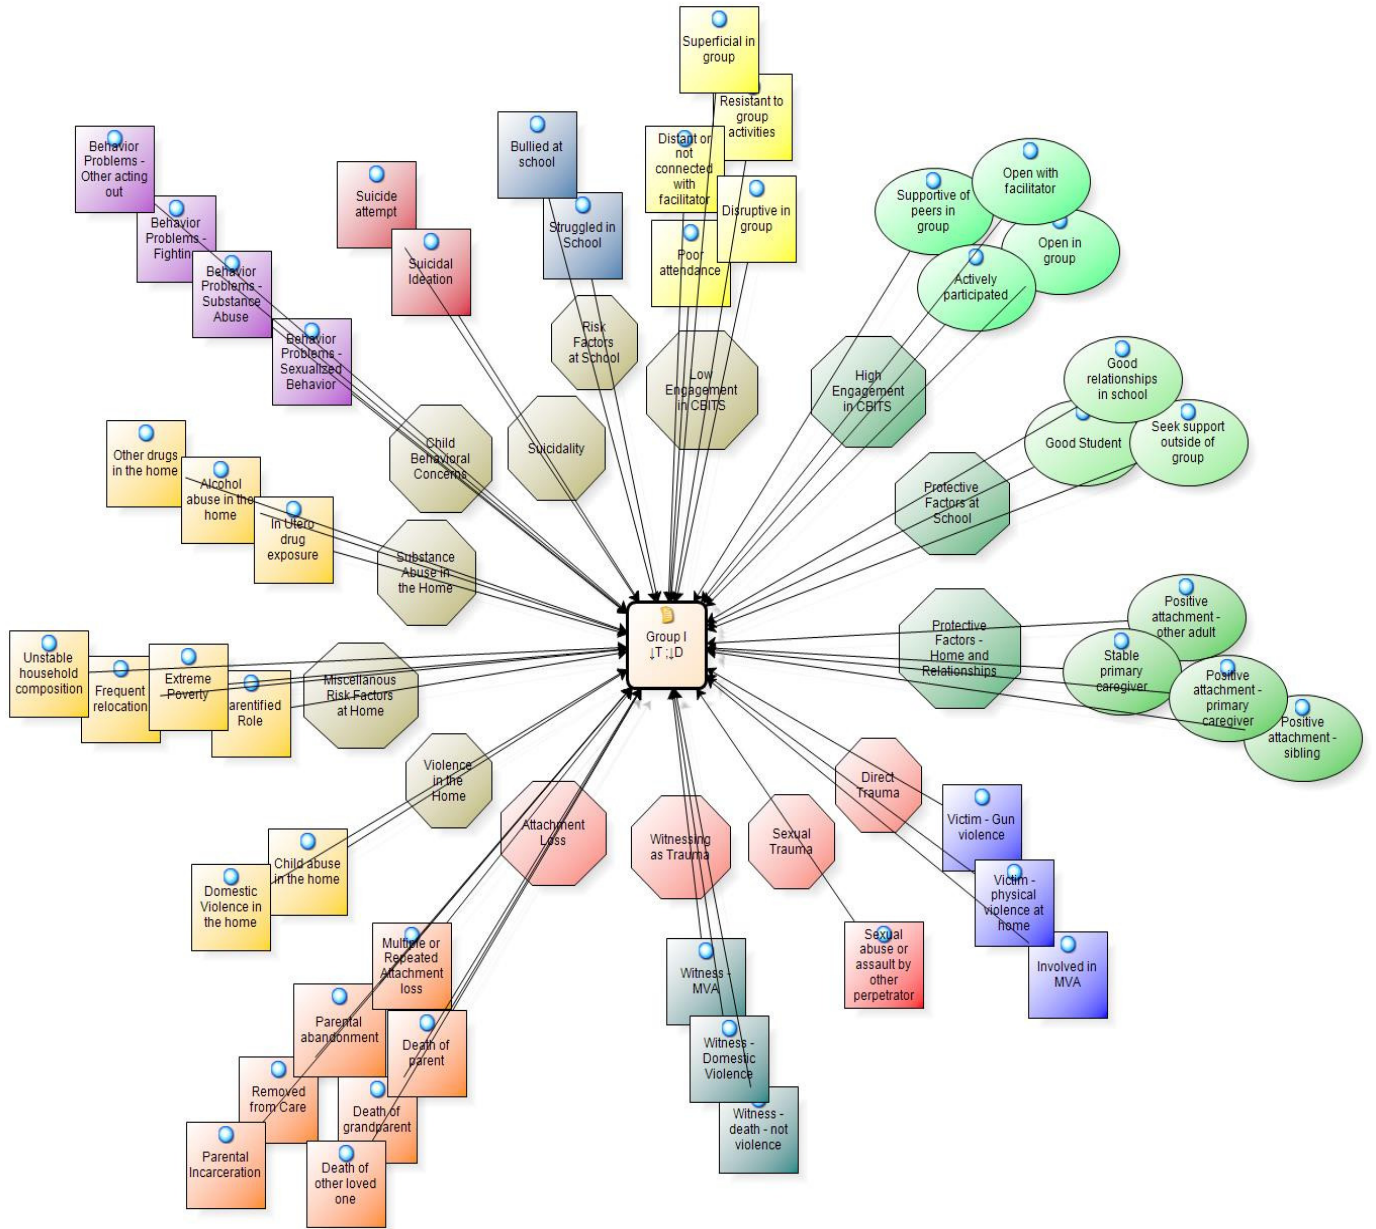 Superficial in
group
Resistant to
group
activities
Distant or
not
connected
with
facilitator
Disruptive in
group
Poor
attendance
Bullied at
school
Struggled in
School
Suicide
attempt
Suicidal
Ideation
Behavior
Problems -
Other acting
out
Behavior
Problems -
Fighting
Behavior
Problems -
Substance
Abuse
Behavior
Problems -
Sexualized
Behavior
Supportive of
peers in
group
Open with
facilitator
Open in
group
Actively
participated
Risk
Factors
at School
Low
Engagement
in CBITS
High
Engagement
in CBITS
Good
relationships
in school
Good Student
Seek support
outside of
group
Child
Behavioral
Concerns
Suicidality
Protective
Factors at
School
Other drugs
in the home
Alcohol
abuse in the
home
In Utero
drug
exposure
Substance
Abuse in
the Home
Group I
↓T ;↓D
Protective
Factors -
Home and
Relationships
Positive
attachment -
other adult
Stable
primary
caregiver
Positive
attachment -
primary
caregiver
Positive
attachment -
sibling
Unstable
household
composition
Frequent
relocation
Extreme
Poverty
arentified
Role
Miscellanous
Risk Factors
at Home
Violence
in the
Home
Attachment
Loss
Witnessing
as Trauma
Sexual
Trauma
Direct
Trauma
Victim - Gun
violence
Victim -
physical
violence at
home
Involved in
MVA
Child abuse
in the home
Domestic
Violence in
the home
Multiple or
Repeated
Attachment
loss
Parental
abandonment
Death of
parent
Removed
from Care
Death of
grandparent
Parental
Incarceration
Death of
other loved
one
Witness -
MVA
Witness -
Domestic
Violence
Witness -
death - not
violence
Sexual
abuse or
assault by
other
perpetrator